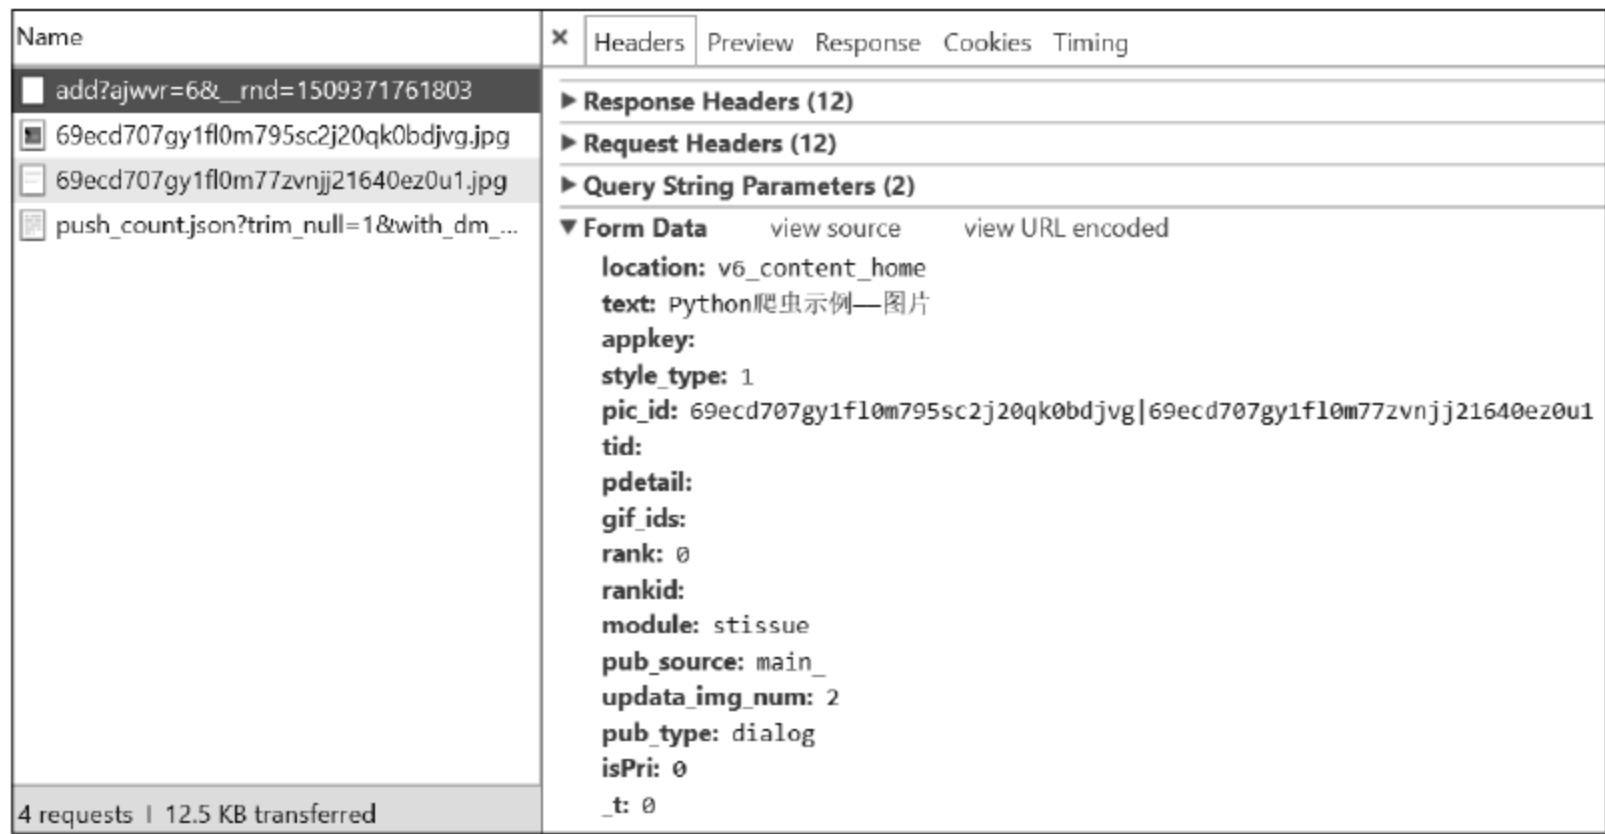 Name
add?ajwvr=6&__rnd=1509371761803
69ecd707gy1fl0m795sc2j20qk0bdjvg.jpg
69ecd707gy1fl0m77zvnjj21640ez0u1.jpg
push_count.json?trim_null=1&with_dm_...
4 requests | 12.5 KB transferred
× Headers Preview Response Cookies Timing
▶ Response Headers (12)
▶ Request Headers (12)
▶ Query String Parameters (2)
▼ Form Data view source view URL encoded
location: v6_content_home
text: Python爬虫示例——图片
appkey:
style_type: 1
pic_id: 69ecd707gy1fl0m795sc2j20qk0bdjvg|69ecd707gy1fl0m77zvnjj21640ez0u1
tid:
pdetail:
gif_ids:
rank: 0
rankid:
module: stissue
pub_source: main_
updata_img_num: 2
pub_type: dialog
isPri: 0
_t: 0